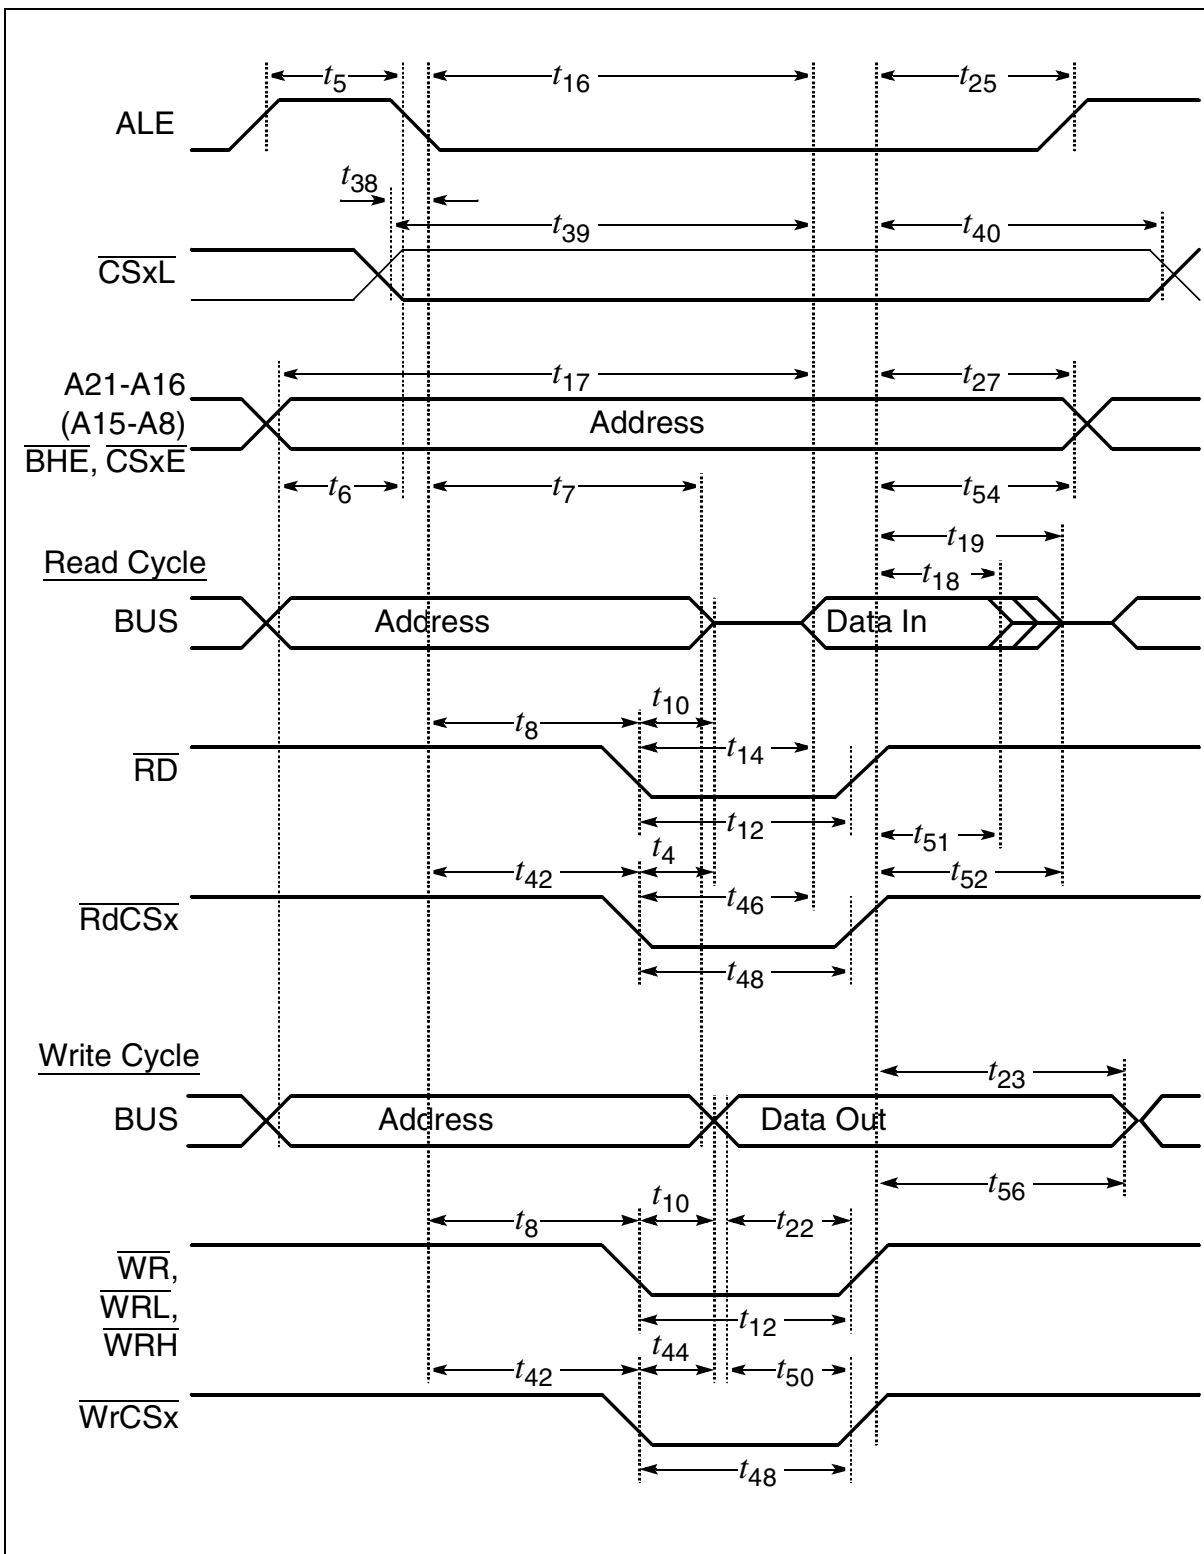 t5 t16 t25
ALE
t38
t39 t40
CSxL
t17 t27
A21-A16
(A15-A8)
BHE, CSxE
Address
t6 t7 t54
t19
Read Cycle
t18
BUS Address Data In
t10
t8
t14
RD
t12
t51
t4
t42 t52
t46
RdCSx
t48
Write Cycle
t23
BUS Address Data Out
t56
t10
t8 t22
WR,
WRL,
WRH
t12
t44
t42 t50
WrCSx
t48